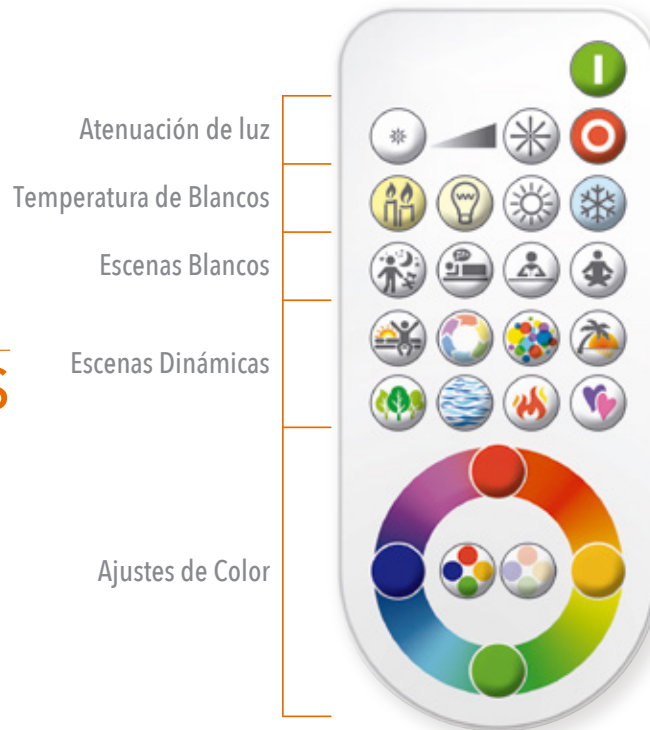 Atenuación de luz
Temperatura de Blancos
Escenas Blancos
Escenas Dinámicas
S
Ajustes de Color